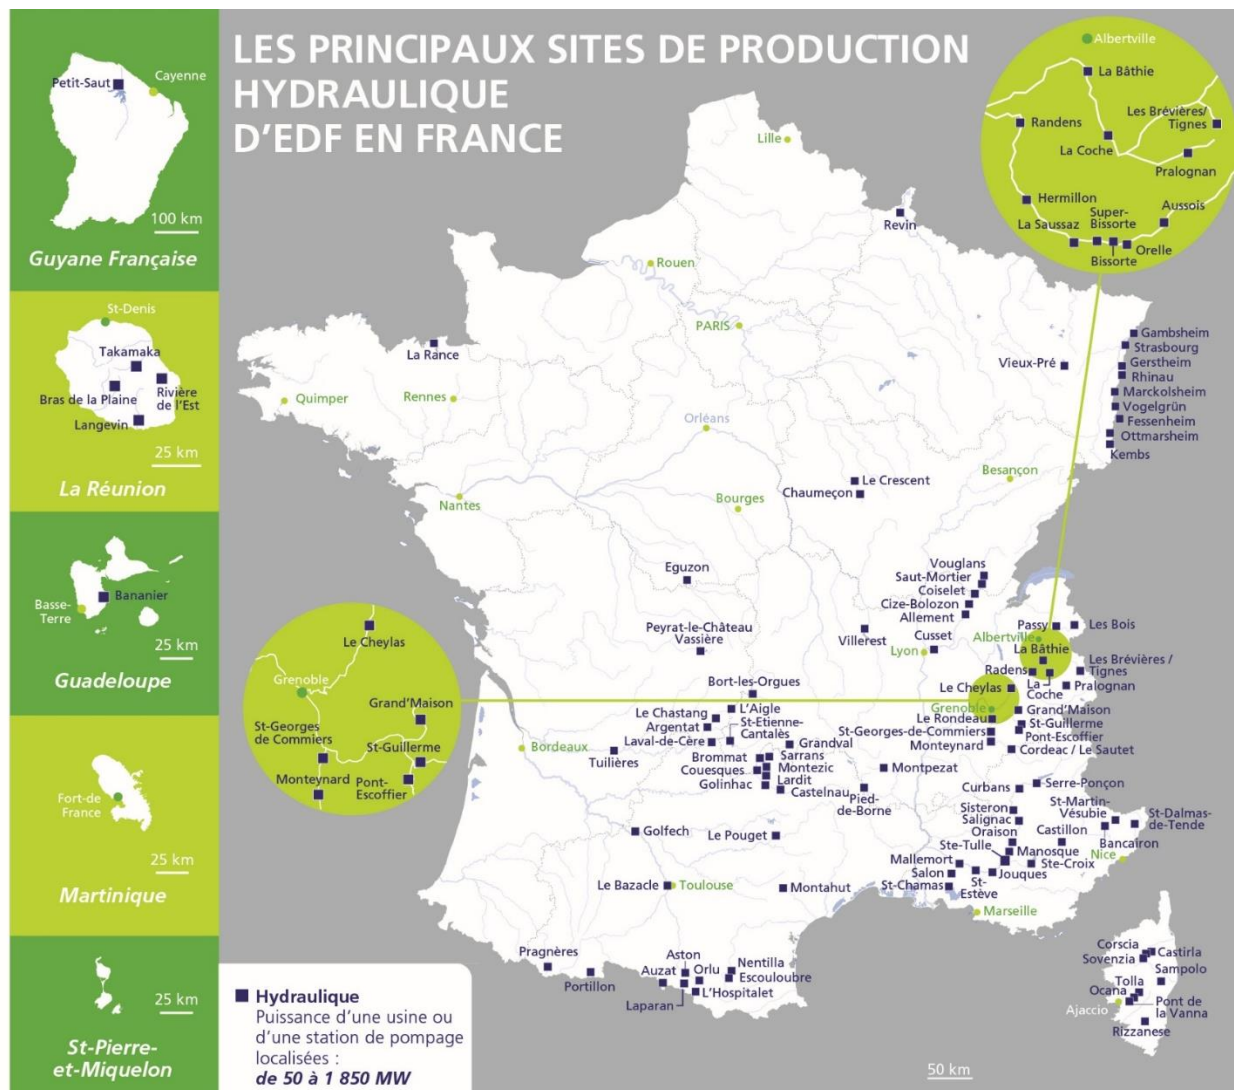 LES PRINCIPAUX SITES DE PRODUCTION
HYDRAULIQUE
D'EDF EN FRANCE
Petit-Saut
Cayenne
100 km
Guyane Française
St-Denis
Takamaka
Bras de la Plaine
Rivière
de l'Est
Langevin
25 km
La Réunion
Basse-
Terre
Bananier
25 km
Guadeloupe
Fort-de
France
25 km
Martinique
25 km
St-Pierre-
et-Miquelon
Albertville
La Bâthie
Les Brévières/
Tignes
Randens
La Coche
Pralognan
Hermillon
Aussois
La Saussaz
Super-
Bissorte
Orelle
Bissorte
Lille
Revin
Rouen
PARIS
La Rance
Vieux-Pré
Gambsheim
Strasbourg
Gerstheim
Rhinau
Marckolsheim
Vogelgrün
Fessenheim
Ottmarsheim
Kembs
Quimper
Rennes
Orléans
Nantes
Bourges
Besançon
Le Crescent
Chaumeçon
Eguzon
Vouglans
Saut-Mortier
Coiselet
Cize-Bolozon
Allement
Peyrat-le-Château
Vassière
Villerest
Cusset
Lyon
Passy
Les Bois
Albertville
La Bâthie
Radens
Les Brévières /
Tignes
La
Coche
Pralognan
Le Cheylas
Grenoble
Grand'Maison
Le Rondeau
St-Guillerme
St-Georges-de-Commiers
Pont-Escoffier
Monteynard
Cordeac / Le Sautet
Le Cheylas
Grenoble
Grand'Maison
St-Georges
de Commiers
St-Guillerme
Monteynard
Pont-
Escoffier
Bort-les-Orgues
L'Aigle
Le Chastang
St-Etienne-
Cantalès
Argentat
Laval-de-Cère
Bordeaux
Tuilières
Grandval
Brommat
Sarrans
Couesques
Montezic
Golinhac
Lardit
Castelnau
Montpezat
Pied-
de-Borne
Serre-Ponçon
Curbans
Sisteron
Salignac
Oraison
St-Martin-
Vésubie
St-Dalmas-
de-Tende
Castillon
Bancairon
Ste-Tulle
Manosque
Nice
Mallemort
Ste-Croix
Salon
Jouques
St-Chamas
St-
Estève
Marseille
Golfech
Le Pouget
Le Bazacle
Toulouse
Montahut
Pragnères
Portillon
Aston
Auzat
Orlu
Nentilla
Escouloubre
L'Hospitalet
Laparan
Corscia
Castirla
Sovenzia
Sampolo
Tolla
Ocana
Ajaccio
Pont de
la Vanna
Rizzanese
50 km
Hydraulique
Puissance d'une usine ou
d'une station de pompage
localisées :
de 50 à 1 850 MW